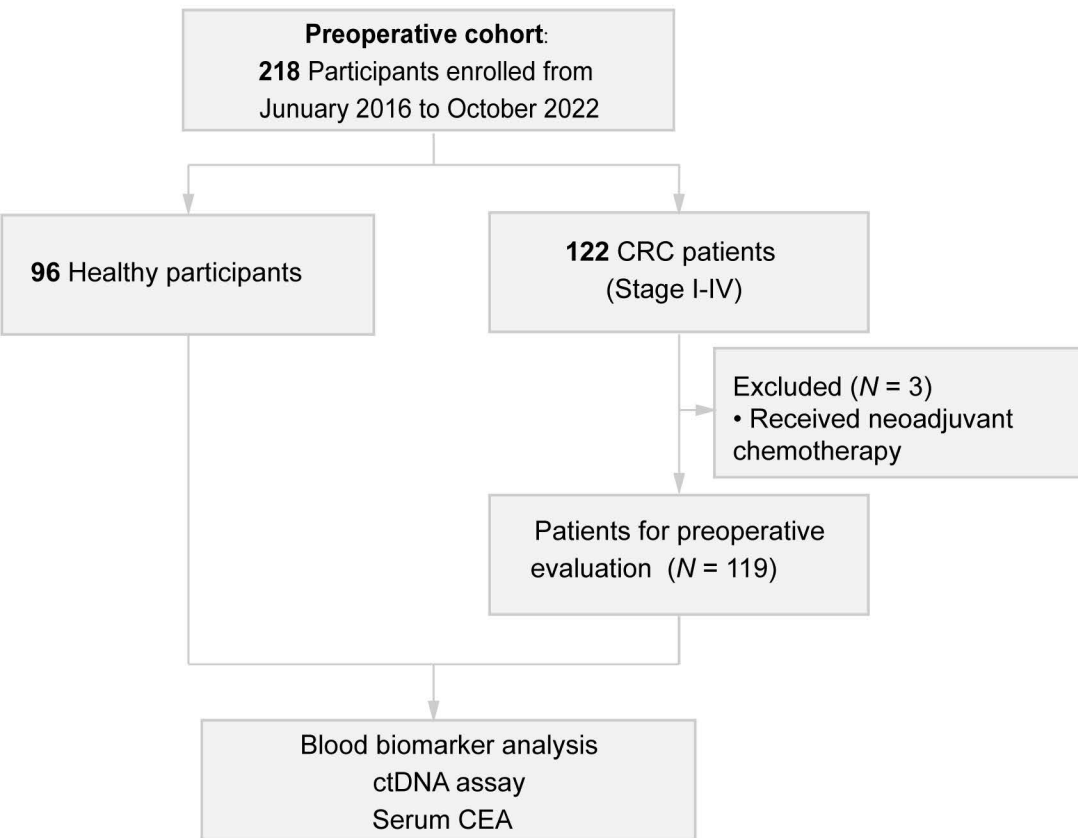 Preoperative cohort:
218 Participants enrolled from
Junuary 2016 to October 2022
96 Healthy participants
122 CRC patients
(Stage I-IV)
Excluded (N = 3)
• Received neoadjuvant
chemotherapy
Patients for preoperative
evaluation (N = 119)
Blood biomarker analysis
ctDNA assay
Serum CEA